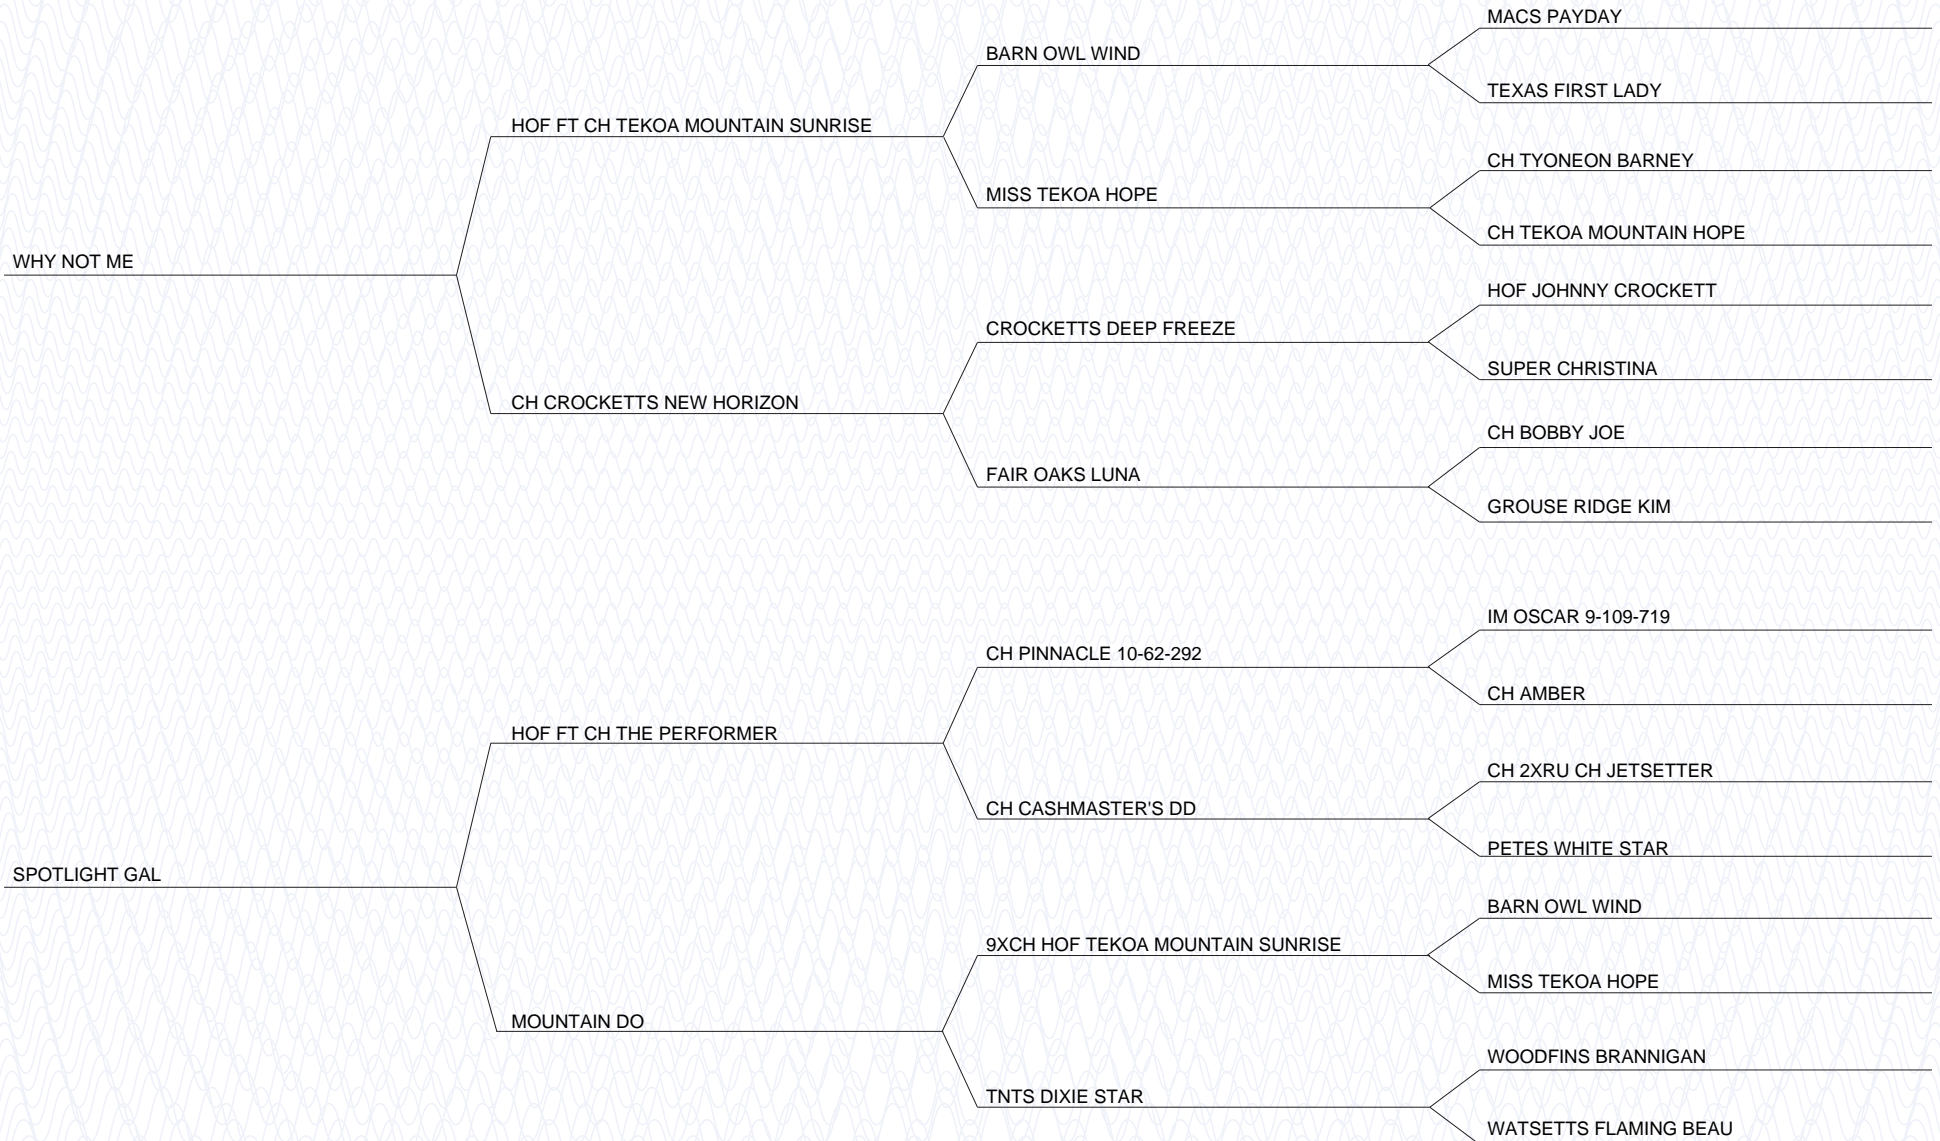 MACS PAYDAY
BARN OWL WIND
TEXAS FIRST LADY
HOF FT CH TEKOA MOUNTAIN SUNRISE
CH TYONEON BARNEY
MISS TEKOA HOPE
CH TEKOA MOUNTAIN HOPE
WHY NOT ME
HOF JOHNNY CROCKETT
CROCKETTS DEEP FREEZE
SUPER CHRISTINA
CH CROCKETTS NEW HORIZON
CH BOBBY JOE
FAIR OAKS LUNA
GROUSE RIDGE KIM
IM OSCAR 9-109-719
CH PINNACLE 10-62-292
CH AMBER
HOF FT CH THE PERFORMER
CH 2XRU CH JETSETTER
CH CASHMASTER'S DD
PETES WHITE STAR
SPOTLIGHT GAL
BARN OWL WIND
9XCH HOF TEKOA MOUNTAIN SUNRISE
MISS TEKOA HOPE
MOUNTAIN DO
WOODFINS BRANNIGAN
TNTS DIXIE STAR
WATSETTS FLAMING BEAU